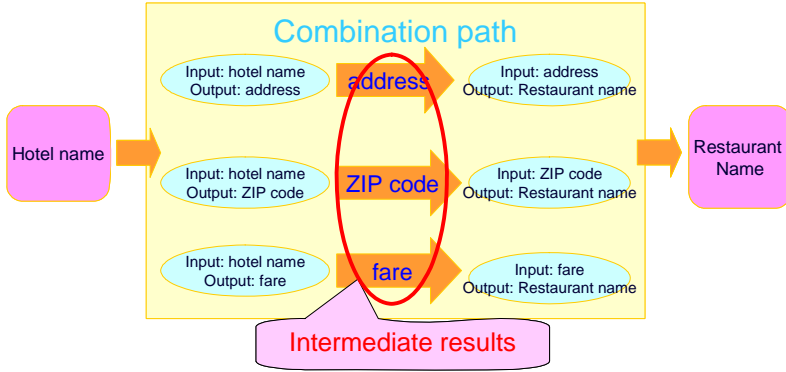 Combination path
Input: hotel name
Output: address
address
Input: address
Output: Restaurant name
Hotel name
Input: hotel name
Output: ZIP code
ZIP code
Input: ZIP code
Output: Restaurant name
Restaurant
Name
Input: hotel name
Output: fare
fare
Input: fare
Output: Restaurant name
Intermediate results